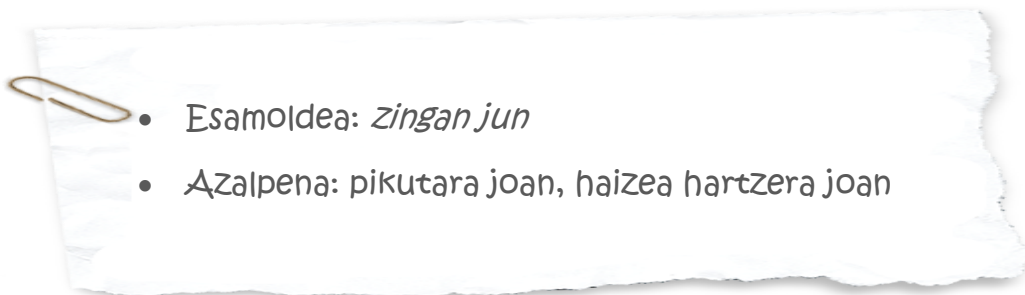 • Esamoldea: zingan jun
• Azalpena: pikutara joan, haizea hartzera joan